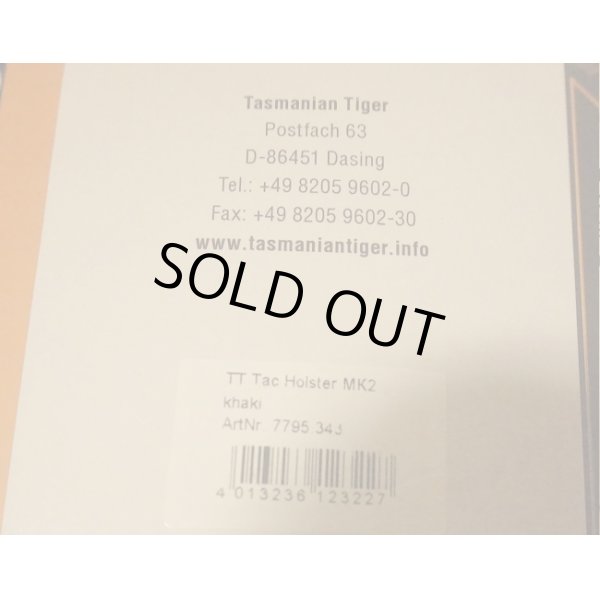 Tasmanian Tiger
Postfach 63
D-86451 Dasing
Tel.: +49 8205 9602-0
Fax: +49 8205 9602-30
www.tasmaniantiger.info
SOLD OUT
TT Tac Holster MK2
khaki
ArtNr. 7795.343
4 013236 123227